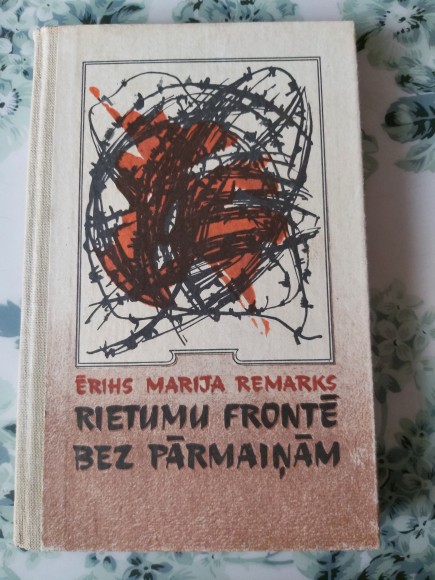 ĒRIHS MARIJA REMARKS
RIETUMU FRONTĒ
BEZ PĀRMAIŅĀM